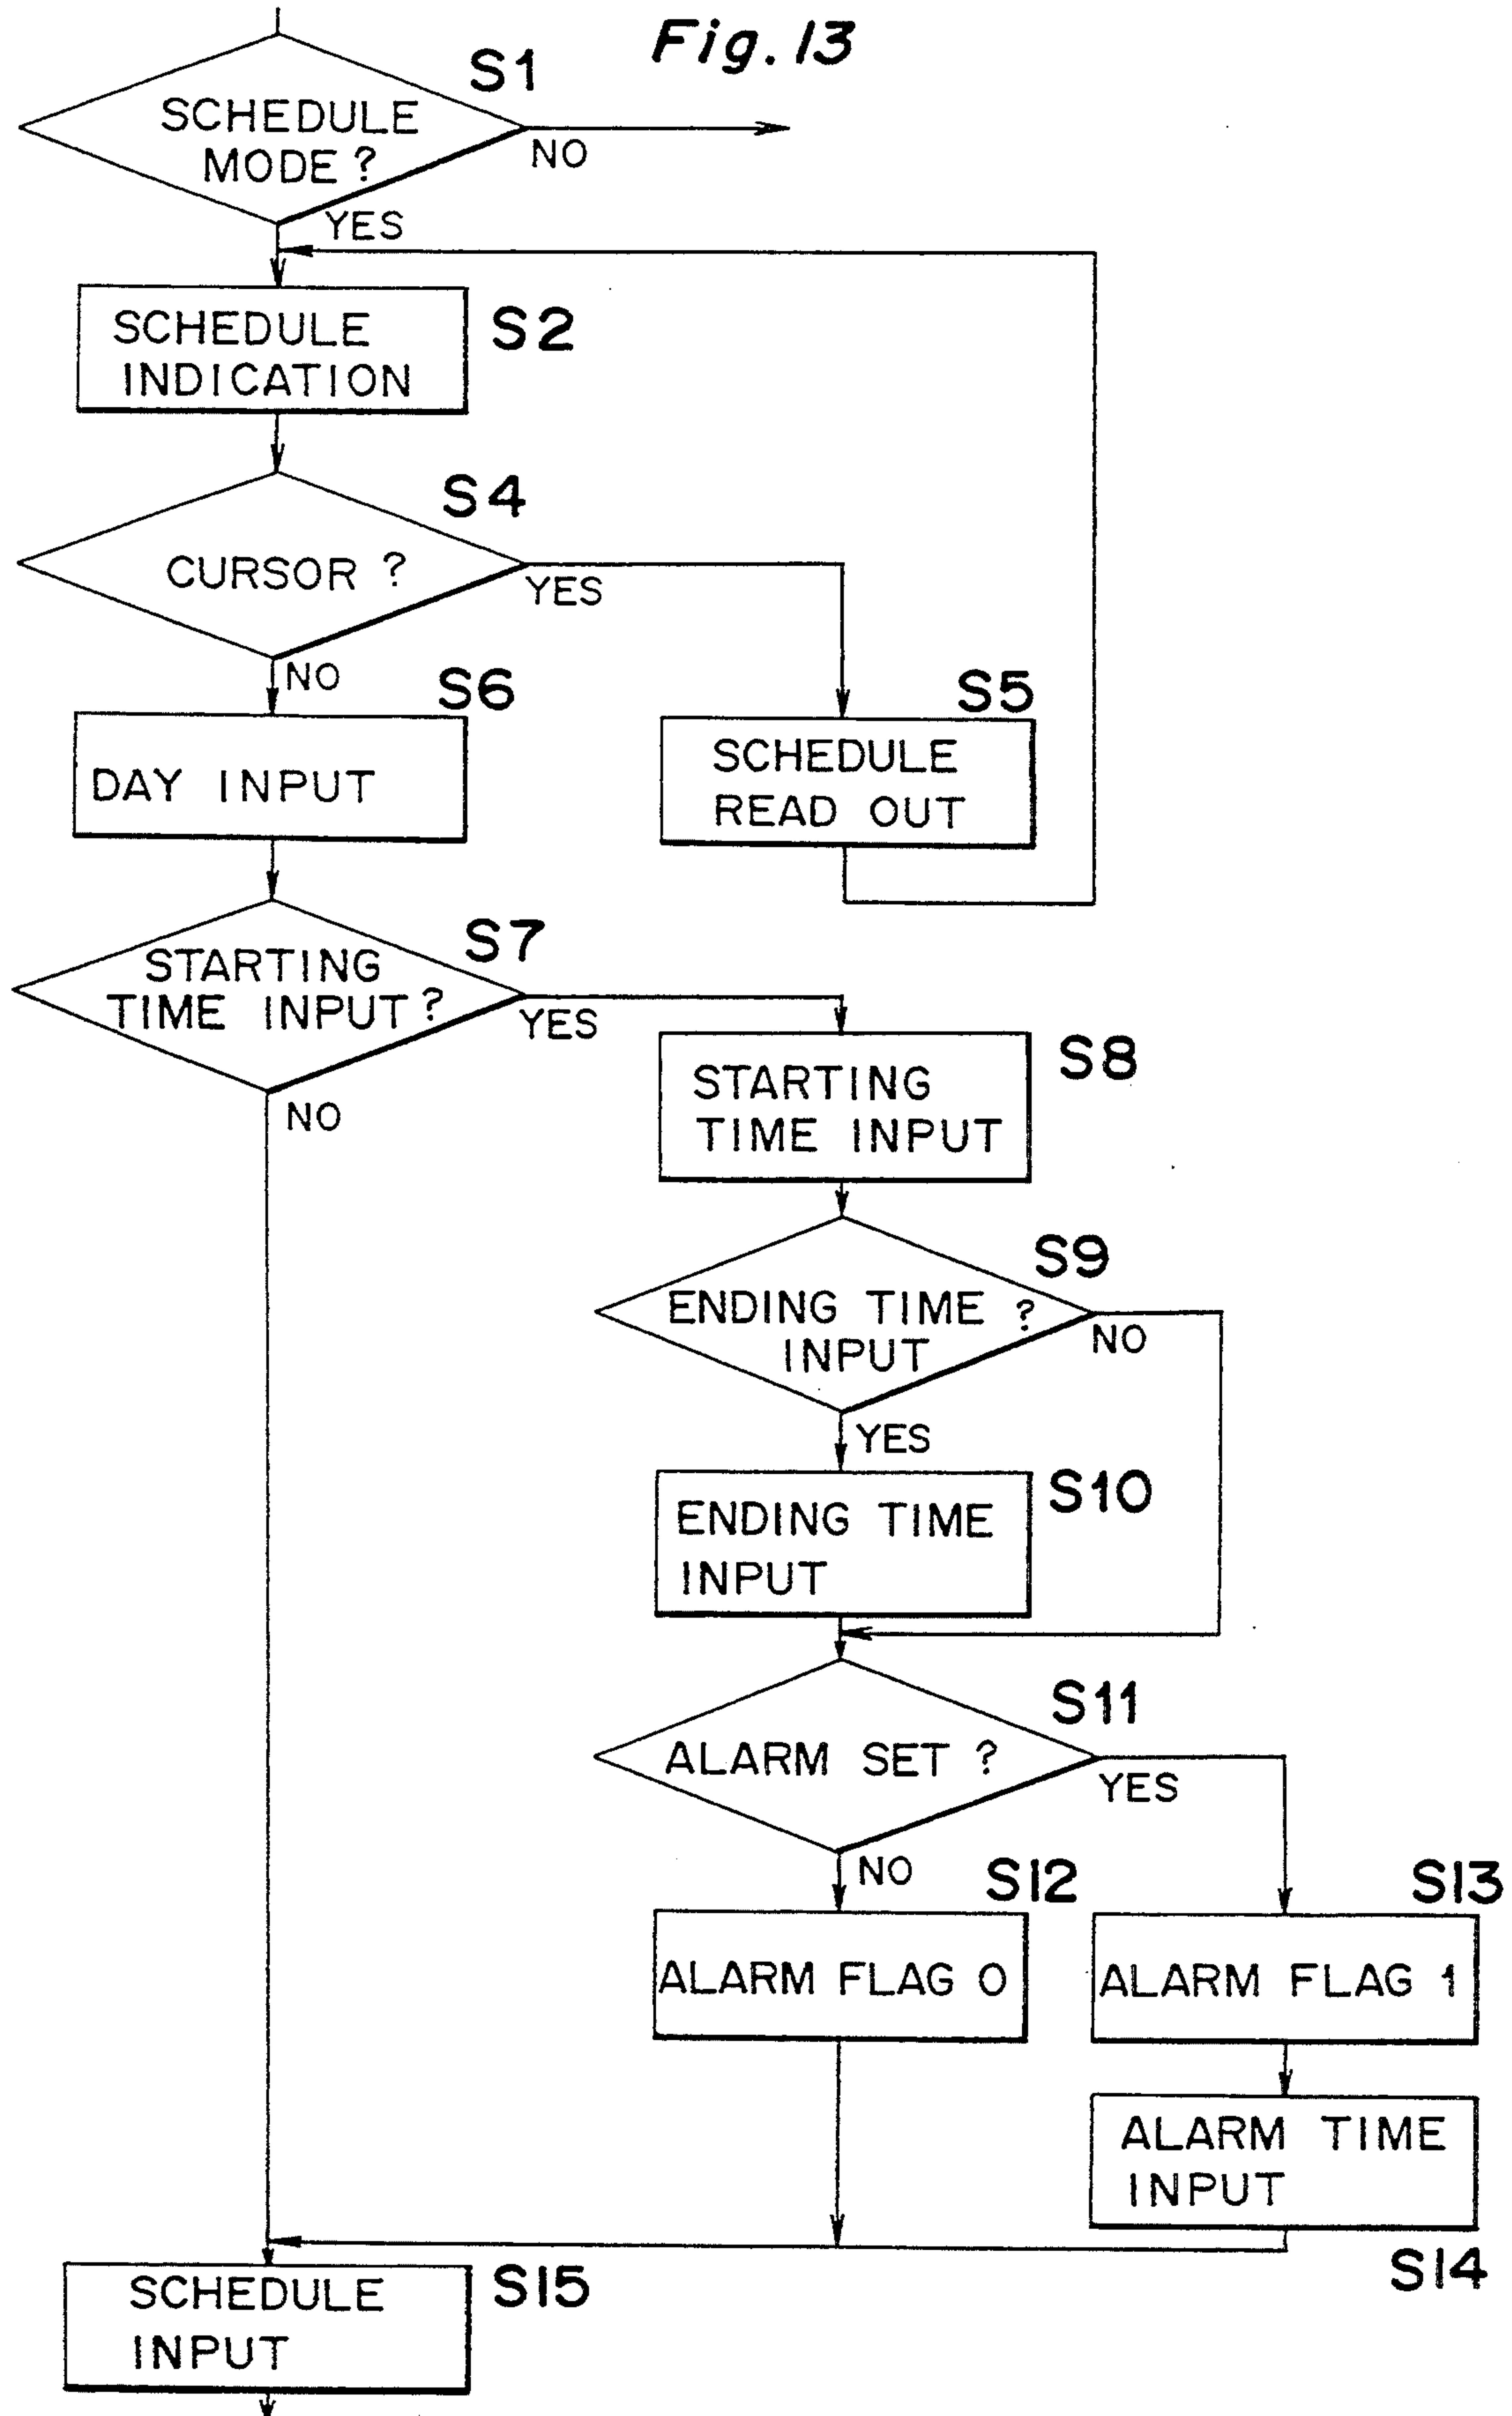 Fig. 13
S1
SCHEDULE
MODE ?
NO
YES
SCHEDULE
INDICATION
S2
S4
CURSOR ?
YES
NO
S6
DAY INPUT
S5
SCHEDULE
READ OUT
S7
STARTING
TIME INPUT ?
YES
NO
S8
STARTING
TIME INPUT
S9
ENDING TIME ?
INPUT
NO
YES
S10
ENDING TIME
INPUT
S11
ALARM SET ?
YES
NO
S12
ALARM FLAG 0
S13
ALARM FLAG 1
ALARM TIME
INPUT
S14
S15
SCHEDULE
INPUT